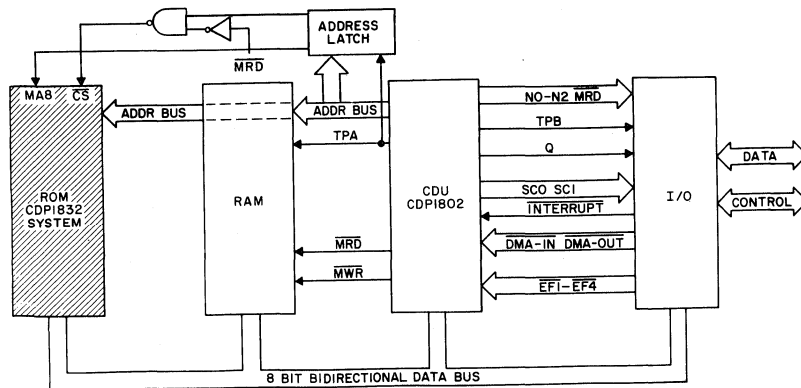 ADDRESS
LATCH
MRD
MA8 CS
ADDR BUS
ADDR BUS
TPA
NO-N2 MRD
TPB
Q
SCO SCI
INTERRUPT
DMA-IN DMA-OUT
EF1-EF4
MRD
MWR
ROM
CDP1832
SYSTEM
RAM
CDU
CDP1802
I/O
DATA
CONTROL
8 BIT BIDIRECTIONAL DATA BUS